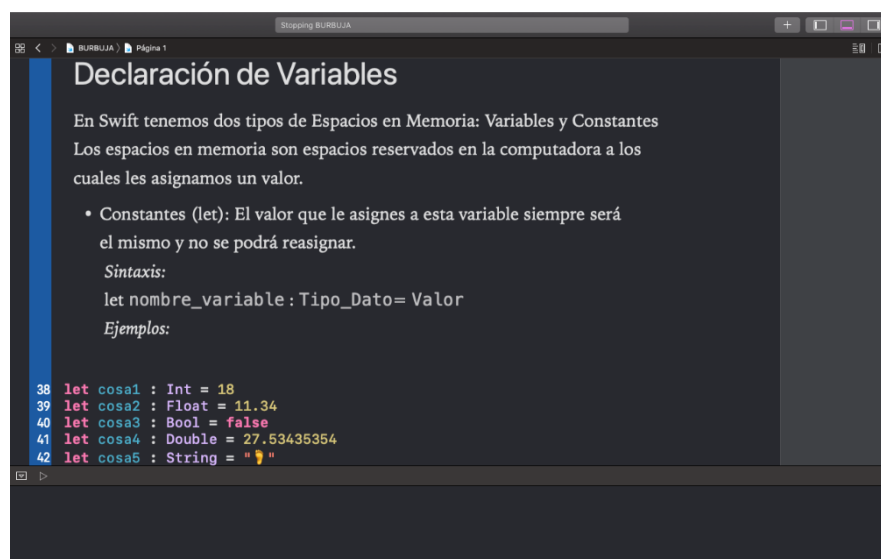 Stopping BURBUJA
BURBUJA 〉 Página 1
Declaración de Variables
En Swift tenemos dos tipos de Espacios en Memoria: Variables y Constantes
Los espacios en memoria son espacios reservados en la computadora a los
cuales les asignamos un valor.
• Constantes (let): El valor que le asignes a esta variable siempre será
el mismo y no se podrá reasignar.
Sintaxis:
let nombre_variable:Tipo_Dato= Valor
Ejemplos:
38 let cosa1 : Int = 18
39 let cosa2 : Float = 11.34
40 let cosa3 : Bool = false
41 let cosa4 : Double = 27.53435354
42 let cosa5 : String = "🦶"